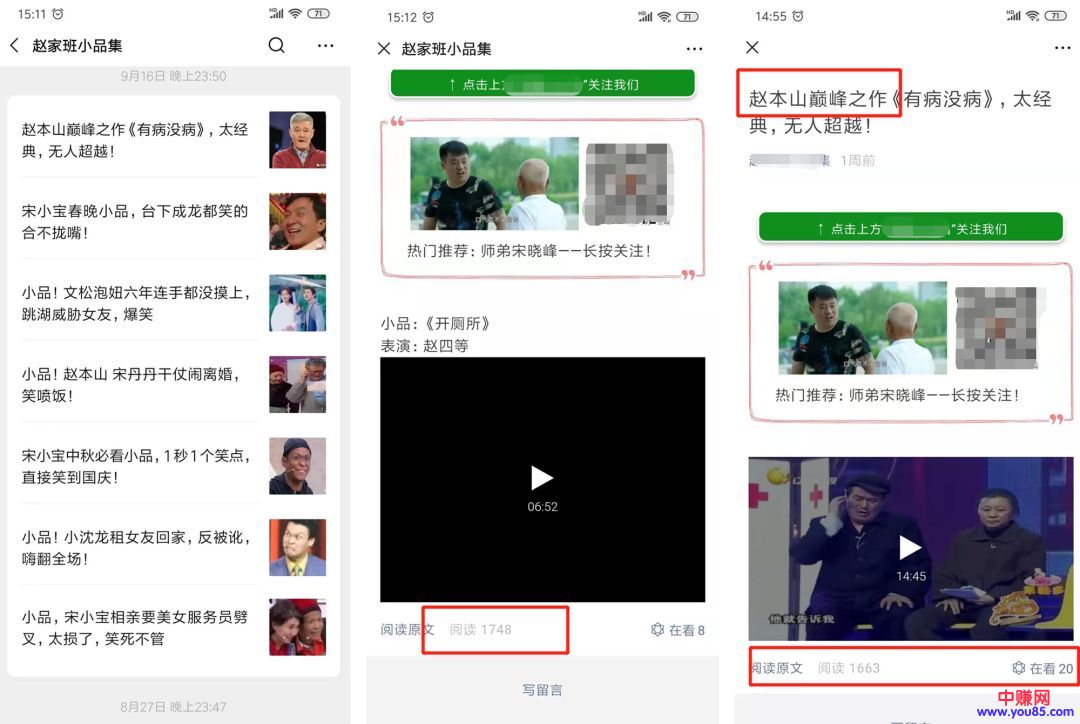 15:11
HD
71
赵家班小品集
9月16日 晚上23:50
赵本山巅峰之作《有病没病》，太经
典，无人超越！
宋小宝春晚小品，台下成龙都笑的
合不拢嘴！
小品！文松泡妞六年连手都没摸上，
跳湖威胁女友，爆笑
小品！赵本山 宋丹丹干仗闹离婚，
笑喷饭！
宋小宝中秋必看小品，1秒1个笑点，
直接笑到国庆！
小品！小沈龙租女友回家，反被讹，
嗨翻全场！
小品，宋小宝相亲要美女服务员劈
叉，太损了，笑死不管
8月27日 晚上23:47
15:12
HD
71
赵家班小品集
↑ 点击上
”关注我们
热门推荐：师弟宋晓峰——长按关注！
小品：《开厕所》
表演：赵四等
06:52
阅读原文 阅读 1748 在看 8
写留言
14:55
HD
71
赵本山巅峰之作《有病没病》，太经
典，无人超越！
集 1周前
↑ 点击上方
”关注我们
热门推荐：师弟宋晓峰——长按关注！
14:45
他就告诉我
阅读原文 阅读 1663 在看 20
中赚网
www.you85.com